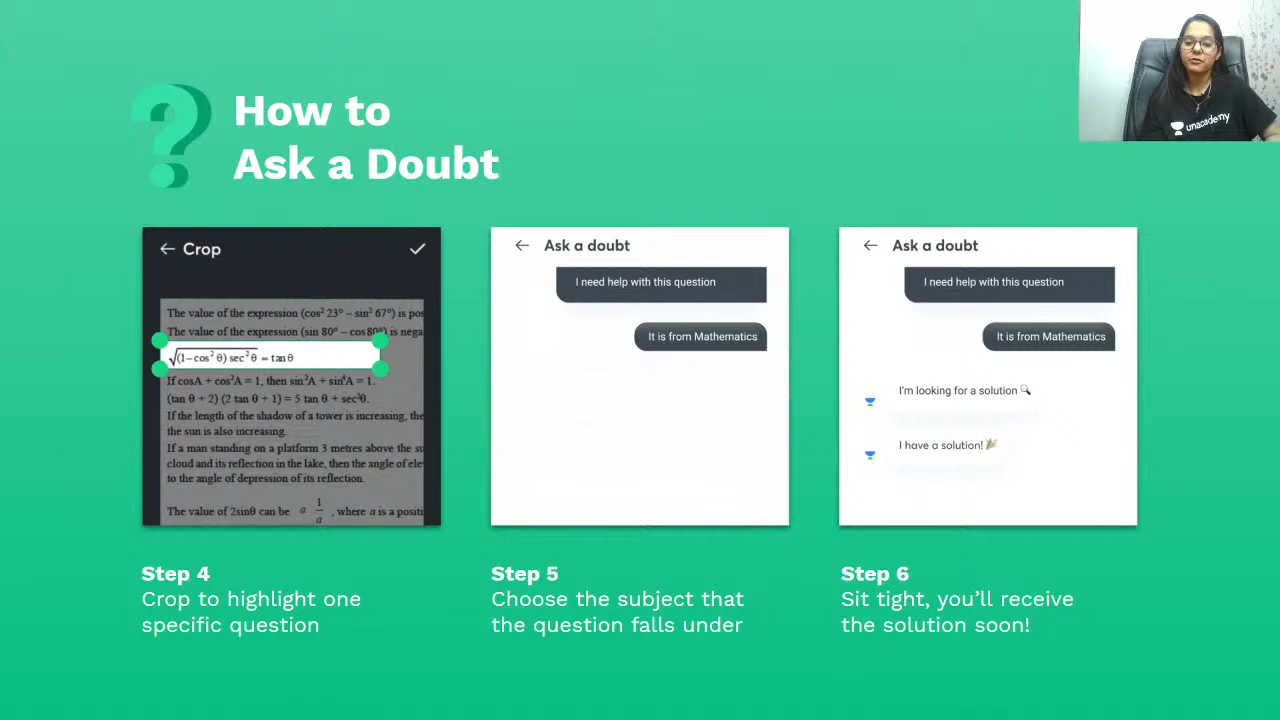 How to
Ask a Doubt
unacademy
← Crop
The value of the expression (cos² 23° – sin² 67°) is pos
The value of the expression (sin 80° – cos 80°) is nega
√(1–cos² θ) sec² θ = tan θ
If cosA + cos²A = 1, then sin²A + sin⁴A = 1.
(tan θ + 2) (2 tan θ + 1) = 5 tan θ + sec²θ.
If the length of the shadow of a tower is increasing, the
the sun is also increasing.
If a man standing on a platform 3 metres above the su
cloud and its reflection in the lake, then the angle of ele
to the angle of depression of its reflection.
The value of 2sinθ can be a 1/a , where a is a positi
Step 4
Crop to highlight one
specific question
← Ask a doubt
I need help with this question
It is from Mathematics
Step 5
Choose the subject that
the question falls under
← Ask a doubt
I need help with this question
It is from Mathematics
I'm looking for a solution 🔍
I have a solution! 🎉
Step 6
Sit tight, you'll receive
the solution soon!